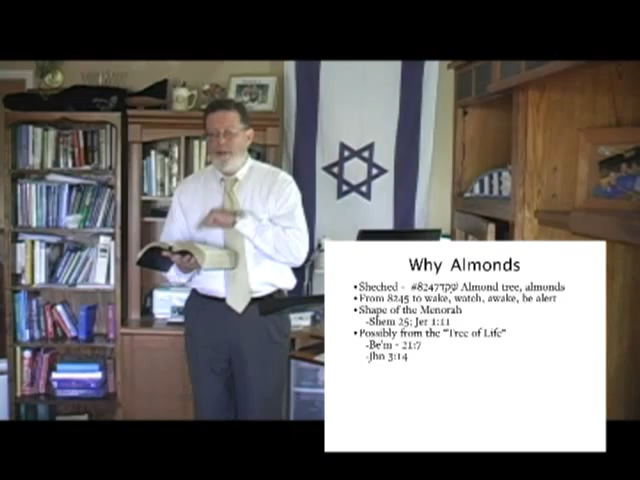 Why Almonds
• Sheched - #8247שקד Almond tree, almonds
• From 8245 to wake, watch, awake, be alert
• Shape of the Menorah
-Shem 25: Jer 1:11
• Possibly from the "Tree of Life"
-Be'm - 21:7
-Jhn 3:14